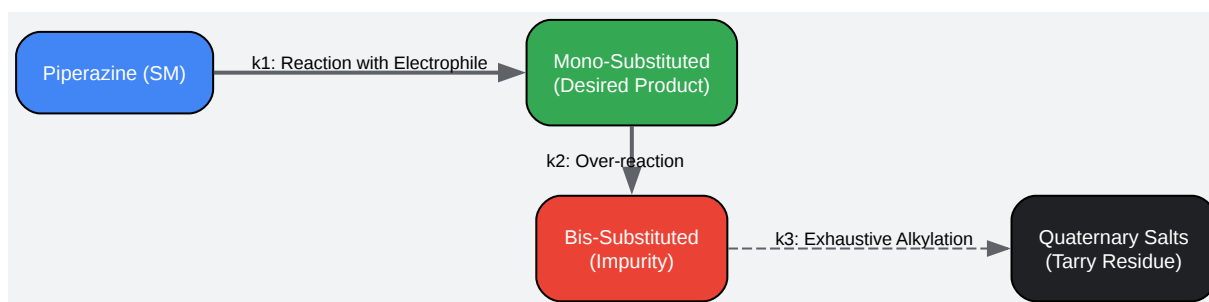 Piperazine (SM)
k1: Reaction with Electrophile
Mono-Substituted
(Desired Product)
k2: Over-reaction
Bis-Substituted
(Impurity)
k3: Exhaustive Alkylation
Quaternary Salts
(Tarry Residue)